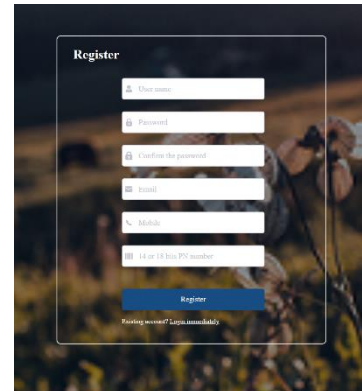 Register
User name
Password
Confirm the password
Email
Mobile
14 or 18 bits PN number
Register
Existing account? Login immediately